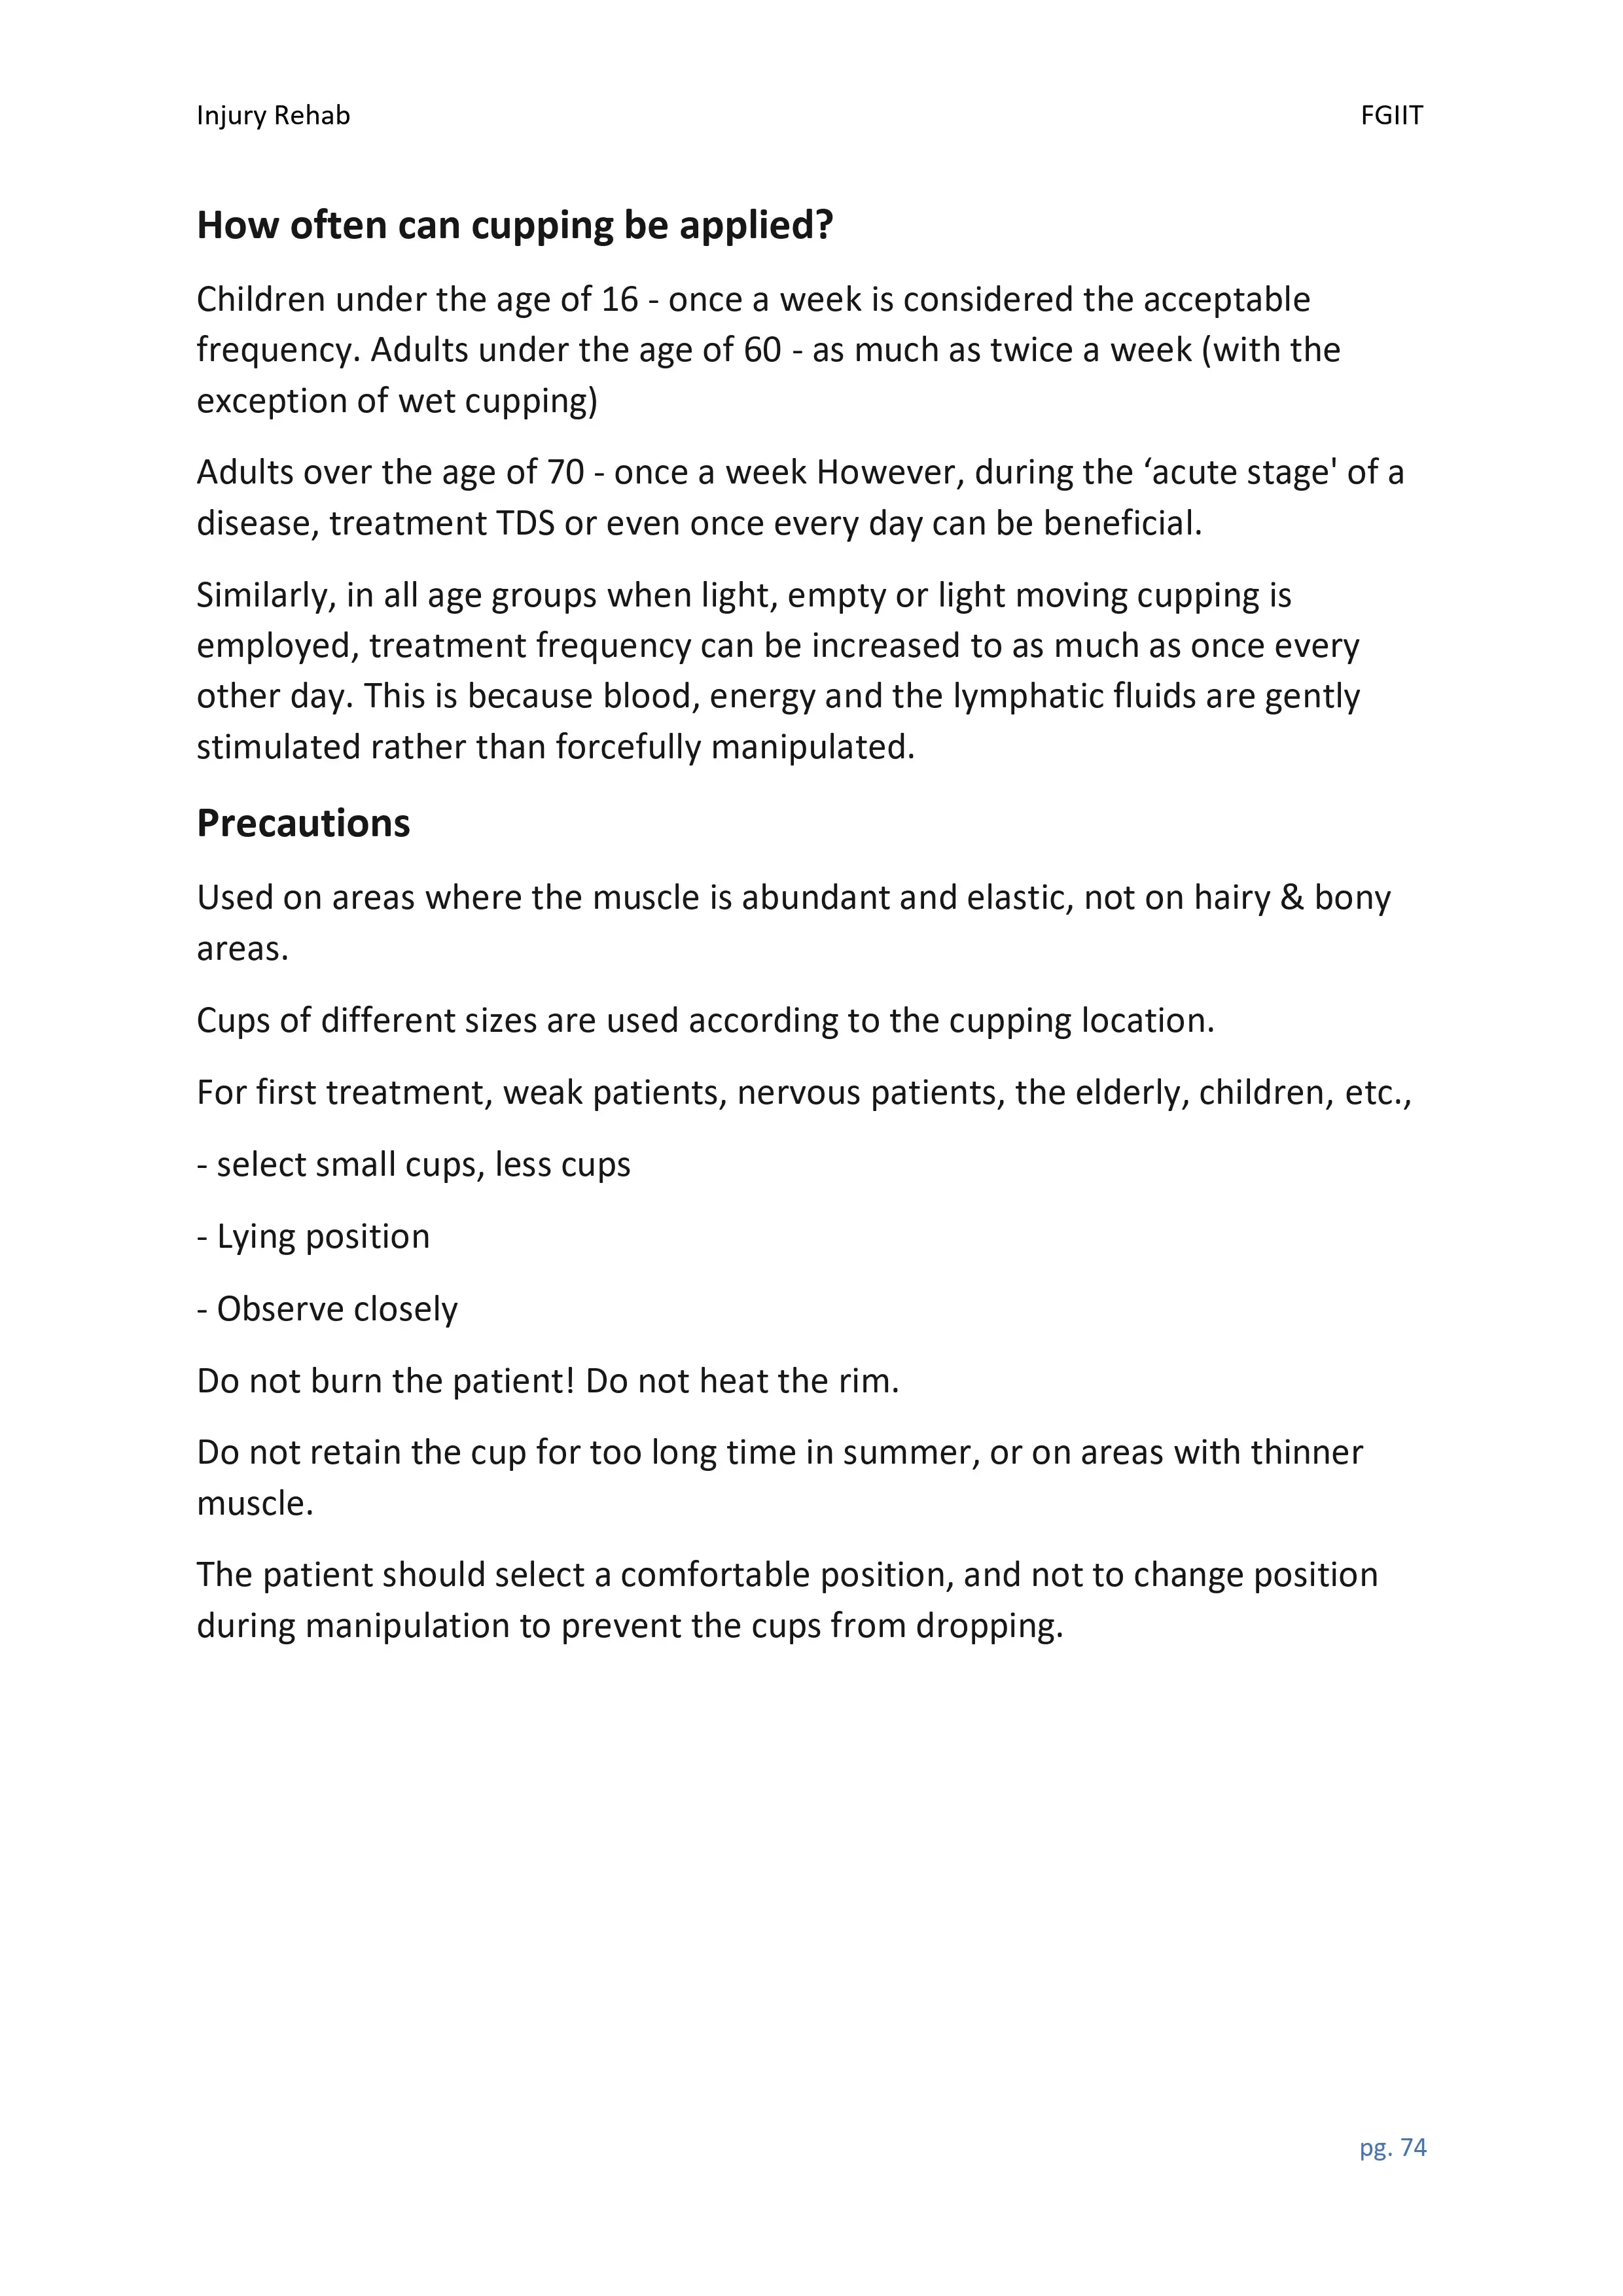 Injury Rehab FGIIT
How often can cupping be applied?
Children under the age of 16 - once a week is considered the acceptable
frequency. Adults under the age of 60 - as much as twice a week (with the
exception of wet cupping)
Adults over the age of 70 - once a week However, during the ‘acute stage' of a
disease, treatment TDS or even once every day can be beneficial.
Similarly, in all age groups when light, empty or light moving cupping is
employed, treatment frequency can be increased to as much as once every
other day. This is because blood, energy and the lymphatic fluids are gently
stimulated rather than forcefully manipulated.
Precautions
Used on areas where the muscle is abundant and elastic, not on hairy & bony
areas.
Cups of different sizes are used according to the cupping location.
For first treatment, weak patients, nervous patients, the elderly, children, etc.,
- select small cups, less cups
- Lying position
- Observe closely
Do not burn the patient! Do not heat the rim.
Do not retain the cup for too long time in summer, or on areas with thinner
muscle.
The patient should select a comfortable position, and not to change position
during manipulation to prevent the cups from dropping.
pg. 74